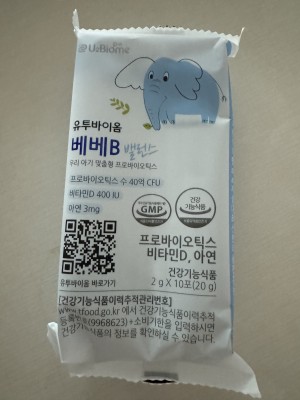 U2Biome
유투바이옴
베베B 밸런스
우리 아기 맞춤형 프로바이오틱스
프로바이오틱스 수 40억 CFU
비타민D 400 IU
아연 3mg
GMP
건강
기능식품
프로바이오틱스
비타민D, 아연
건강기능식품
2 g X 10포(20 g)
유투바이옴 바로가기
[건강기능식품이력추적관리번호]
www.tfood.go.kr 에서 건강기능식품이력추적
등록번호(9968623)+소비기한을 입력하시면
건강기능식품의 정보를 확인하실 수 있습니다.